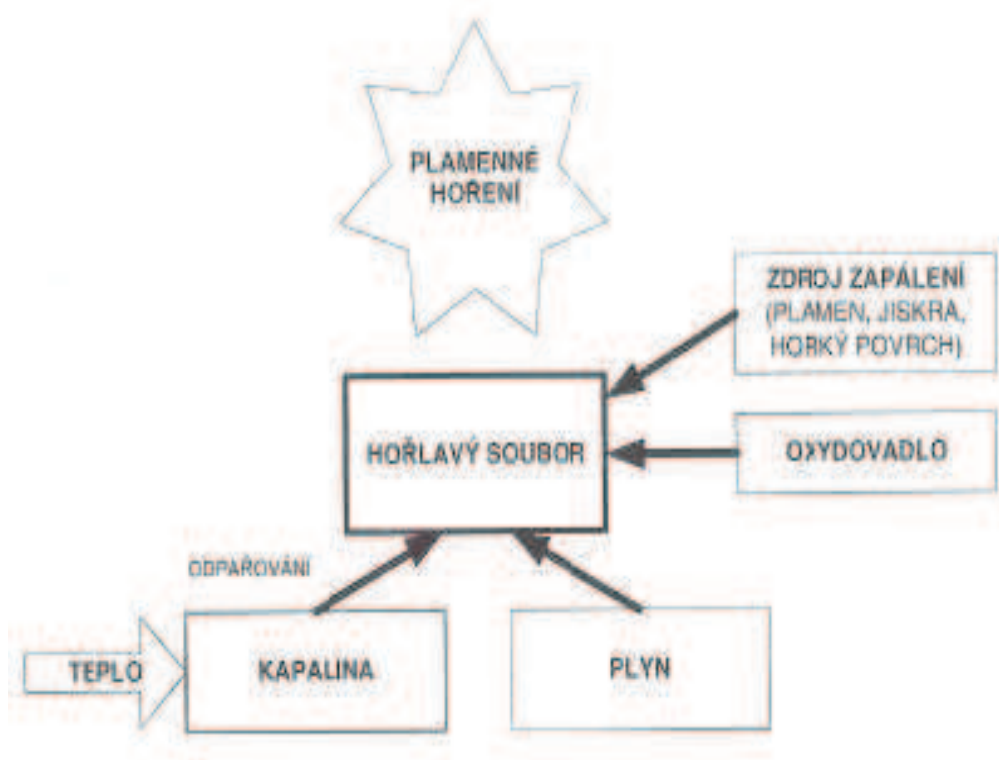 PLAMENNÉ
HOŘENÍ
ZDROJ ZAPÁLENÍ
(PLAMEN, JISKRA,
HORKÝ POVRCH)
HOŘLAVÝ SOUBOR
OXYDOVADLO
ODPAŘOVÁNÍ
TEPLO
KAPALINA
PLYN